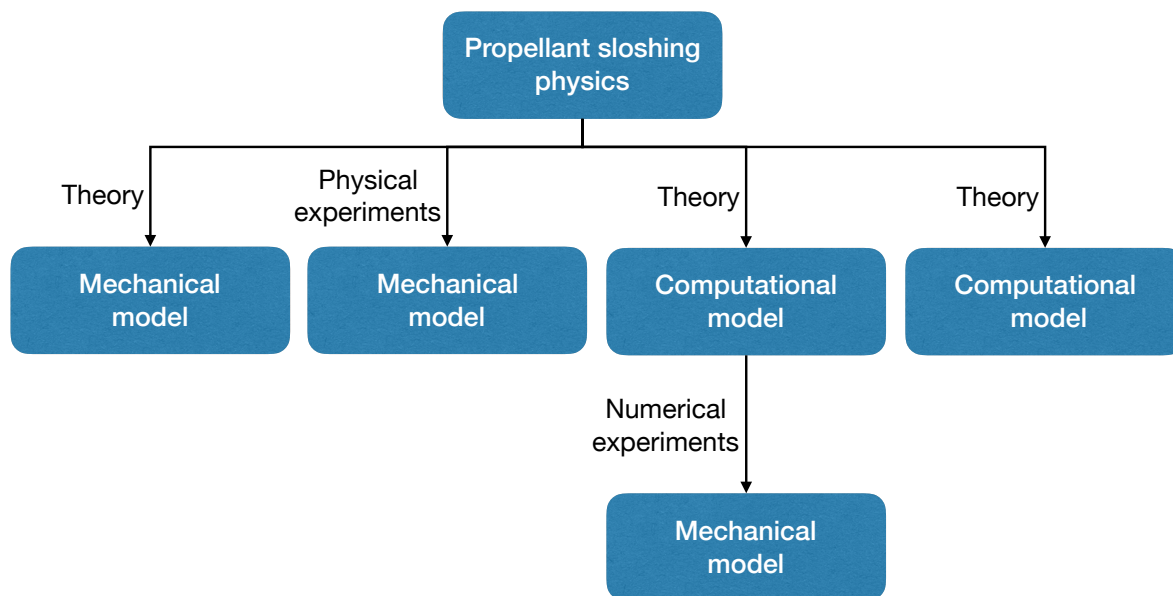 Propellant sloshing
physics
Theory
Physical
experiments
Theory
Theory
Mechanical
model
Mechanical
model
Computational
model
Computational
model
Numerical
experiments
Mechanical
model